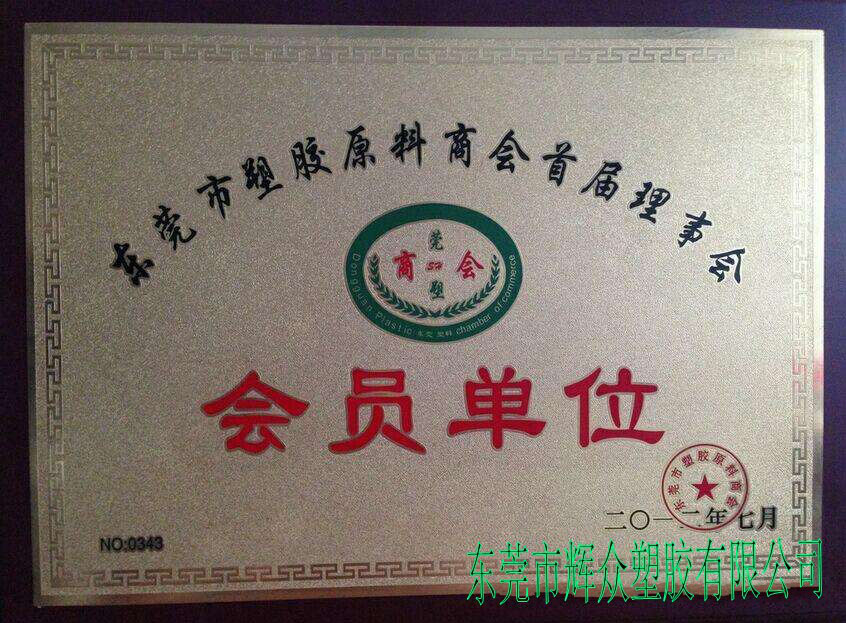 东莞市塑胶原料商会首届理事会
莞
商 会
塑
Dongguan Plastic 东莞 塑料 chamber of commerce
会员单位
东莞市塑胶原料商会
二〇一二年七月
NO:0343
东莞市辉众塑胶有限公司